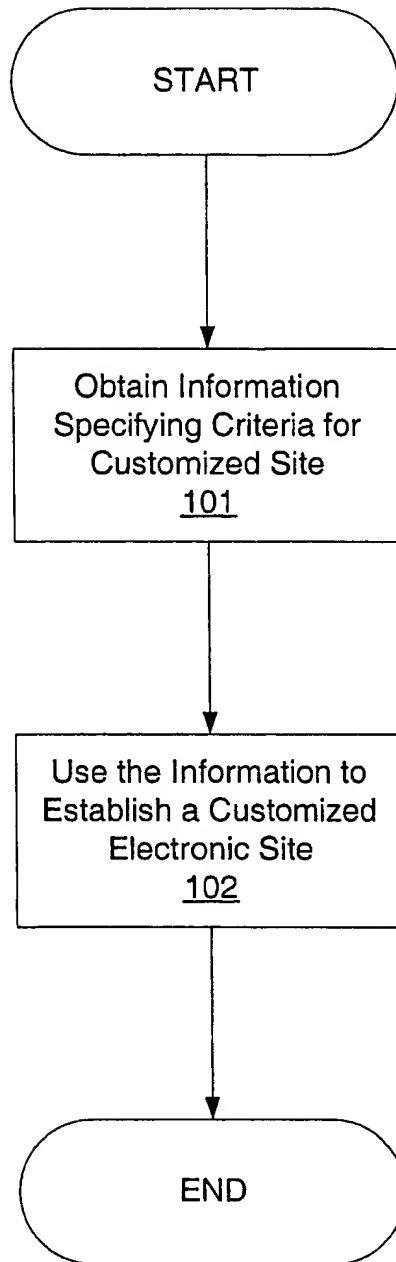 START
Obtain Information
Specifying Criteria for
Customized Site
101
Use the Information to
Establish a Customized
Electronic Site
102
END